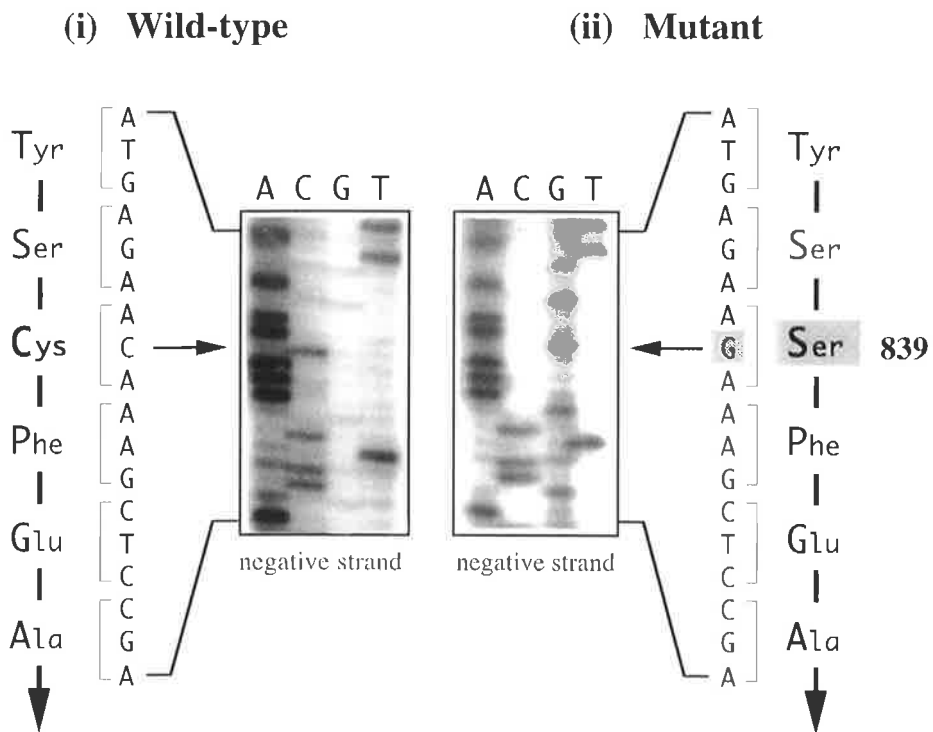 (i) Wild-type
(ii) Mutant
A
T
G
A
G
A
A
C
A
A
A
G
C
T
C
C
G
A
Tyr
Ser
Cys
Phe
Glu
Ala
A C G T
negative strand
A C G T
negative strand
A
T
G
A
G
A
A
G
A
A
A
G
C
T
C
C
G
A
Tyr
Ser
Ser 839
Phe
Glu
Ala